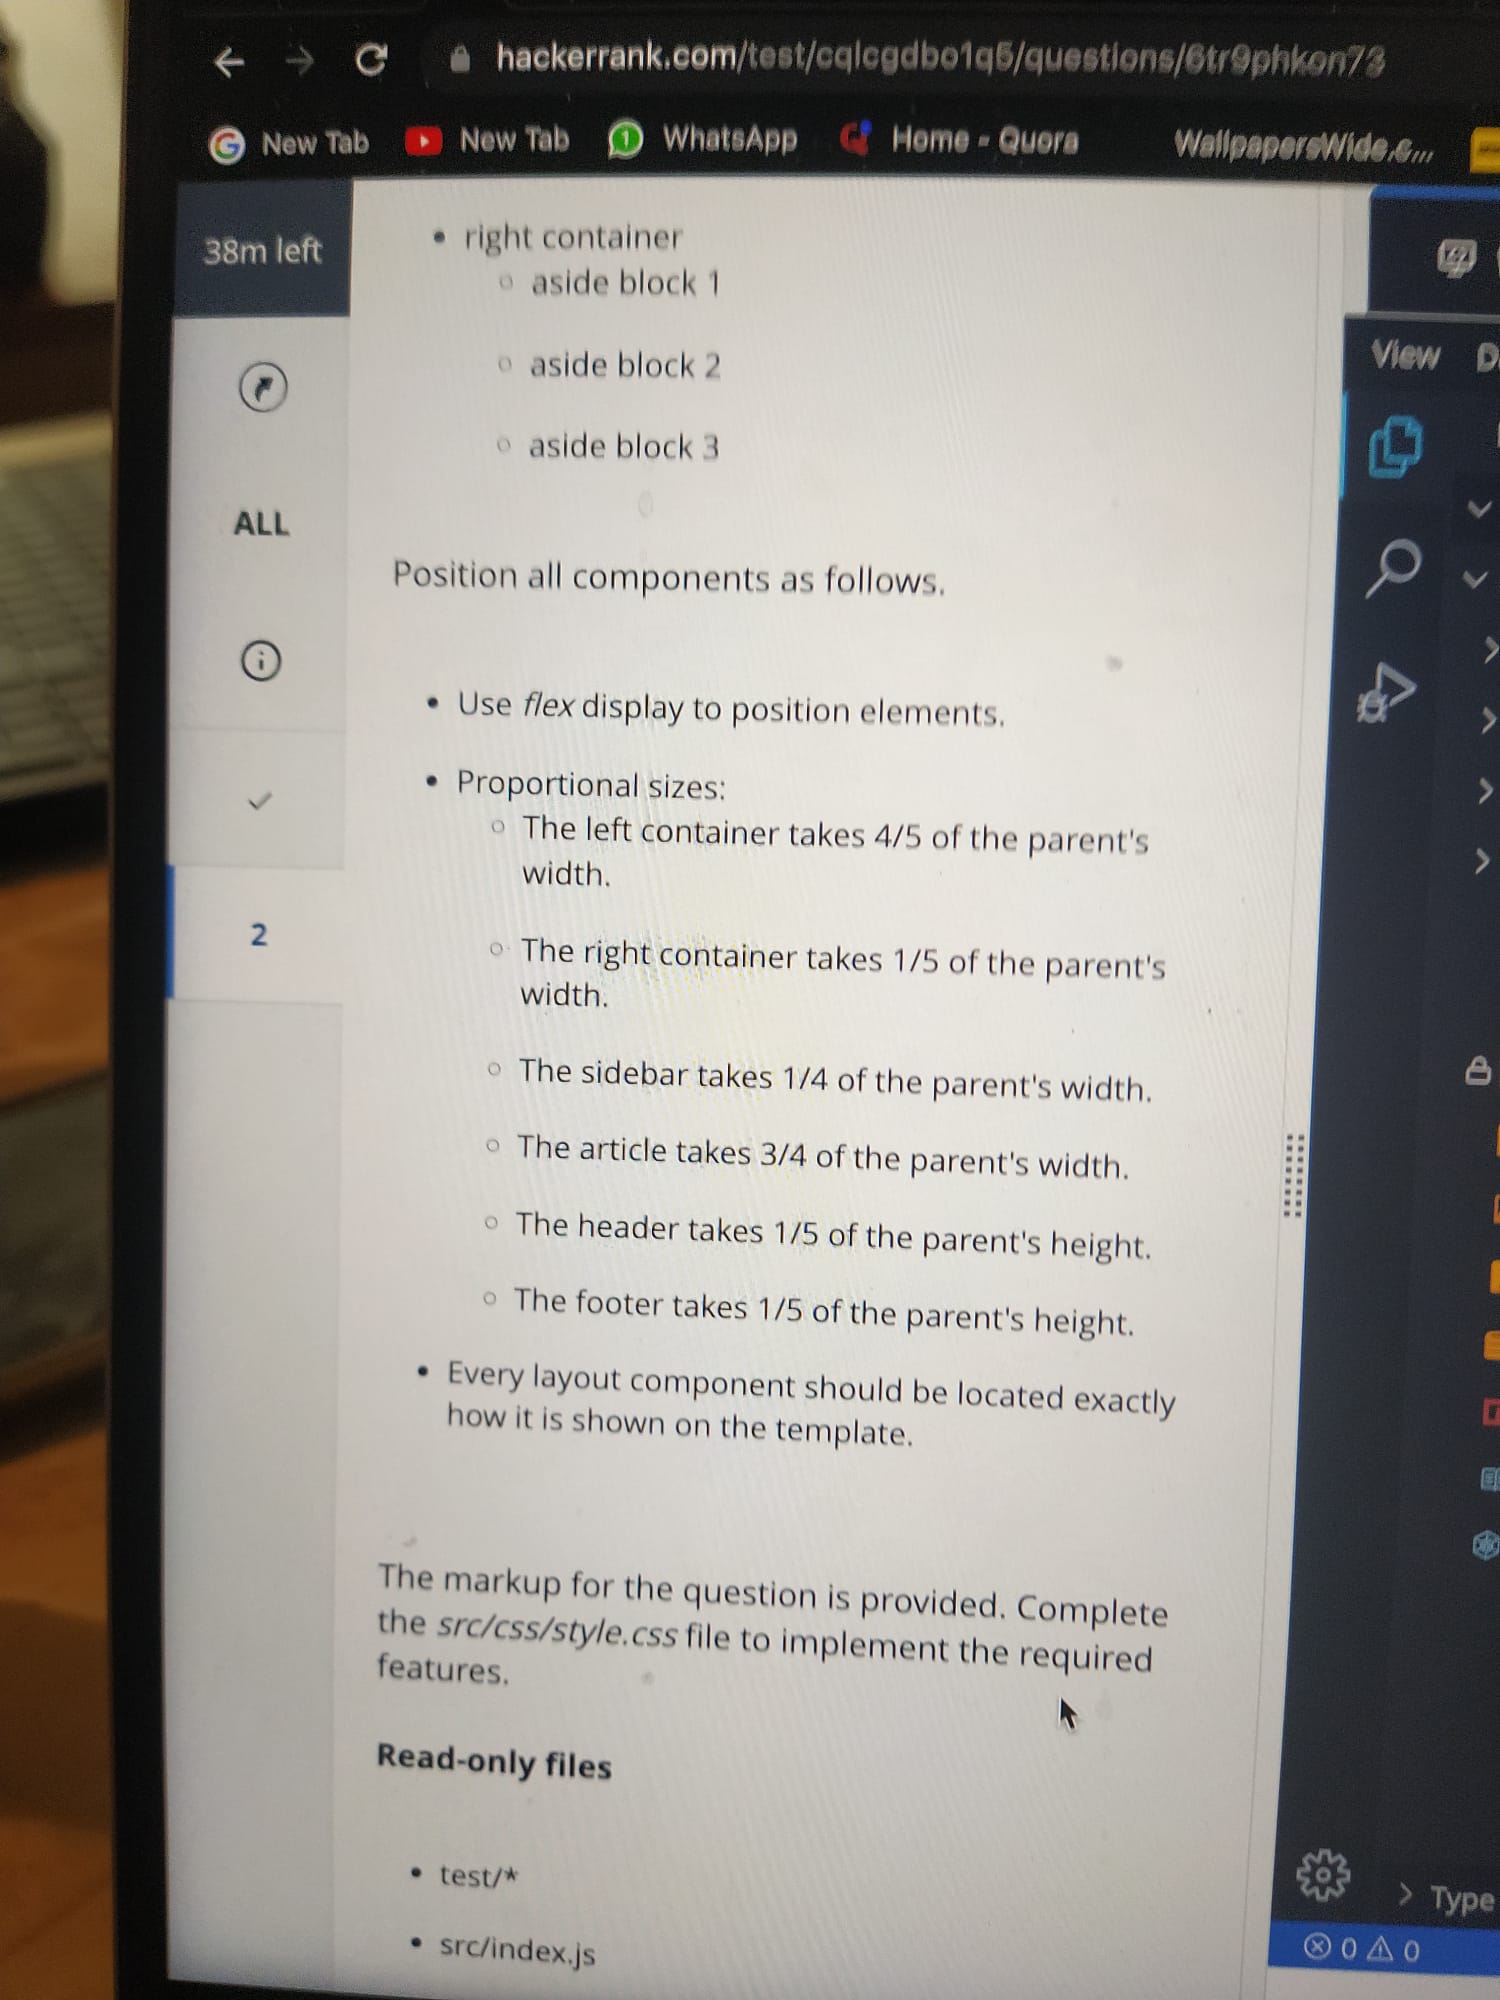 hackerrank.com/test/cqlcgdbo1q5/questions/6tr9phkon73
New Tab New Tab 1 WhatsApp Home - Quora WallpapersWide.&...
38m left
• right container
○ aside block 1
○ aside block 2
○ aside block 3
View
ALL
Position all components as follows.
• Use flex display to position elements.
• Proportional sizes:
○ The left container takes 4/5 of the parent's
width.
2
○ The right container takes 1/5 of the parent's
width.
○ The sidebar takes 1/4 of the parent's width.
○ The article takes 3/4 of the parent's width.
○ The header takes 1/5 of the parent's height.
○ The footer takes 1/5 of the parent's height.
• Every layout component should be located exactly
how it is shown on the template.
The markup for the question is provided. Complete
the src/css/style.css file to implement the required
features.
Read-only files
• test/*
• src/index.js
> Type
0 0